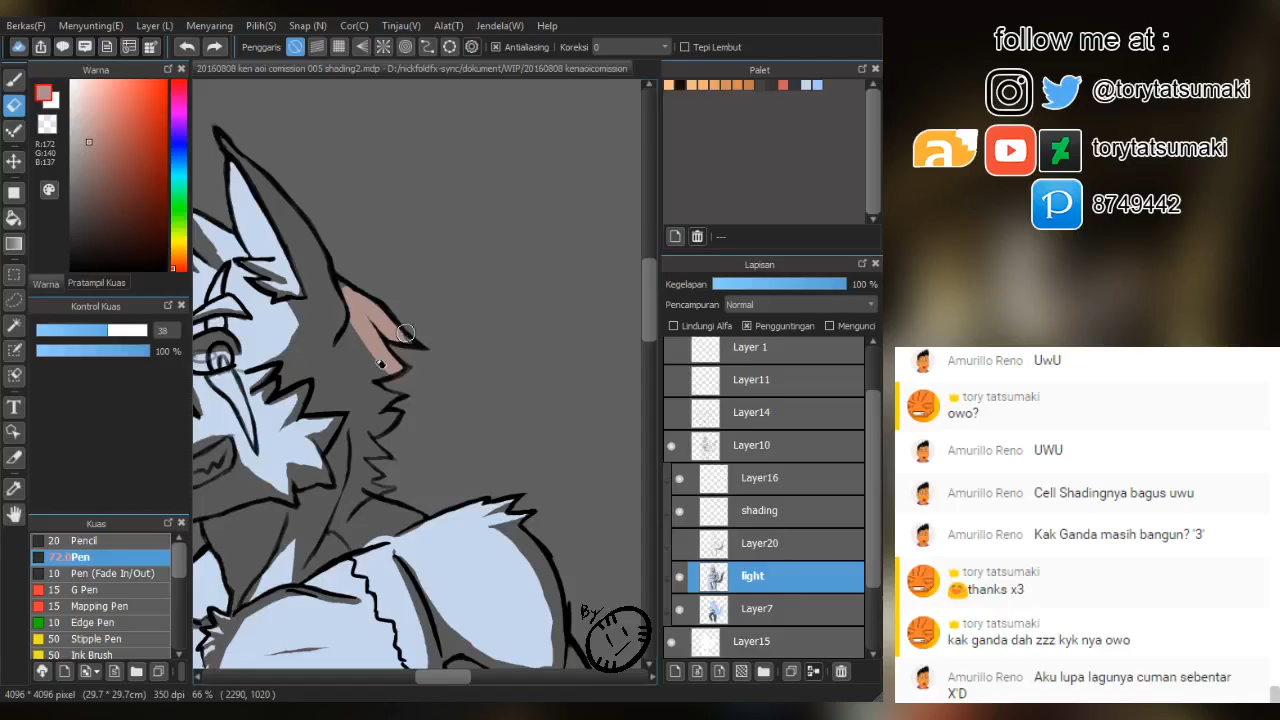 Berkas(F) Menyunting(E) Layer (L) Menyaring Pilih(S) Snap (N) Cor(C) Tinjau(V) Alat(T) Jendela(W) Help
Penggaris Antialiasing Koreksi 0 Tepi Lembut
Warna
R:172
G:140
B:137
Warna Pratampil Kuas
Kontrol Kuas
38
100 %
Kuas
20 Pencil
72.0 Pen
10 Pen (Fade In/Out)
15 G Pen
15 Mapping Pen
10 Edge Pen
50 Stipple Pen
50 Ink Brush
20160808 ken aoi comission 005 shading2.mdp - D:/nickfoldfx-sync/dokument/WIP/20160808 kenaoicomission
By
Palet
---
Lapisan
Kegelapan 100 %
Pencampuran Normal
Lindungi Alfa Pengguntingan Mengunci
Layer 1
Layer11
Layer14
Layer10
Layer16
shading
Layer20
light
Layer7
Layer15
4096 * 4096 pixel (29.7 * 29.7cm) 350 dpi 66 % ( 2290, 1020 )
follow me at :
@torytatsumaki
a torytatsumaki
P 8749442
Amurillo Reno UwU
tory tatsumaki
owo?
Amurillo Reno UWU
Amurillo Reno Cell Shadingnya bagus uwu
Amurillo Reno Kak Ganda masih bangun? '3'
tory tatsumaki
thanks x3
tory tatsumaki
kak ganda dah zzz kyk nya owo
Amurillo Reno Aku lupa lagunya cuman sebentar
X'D